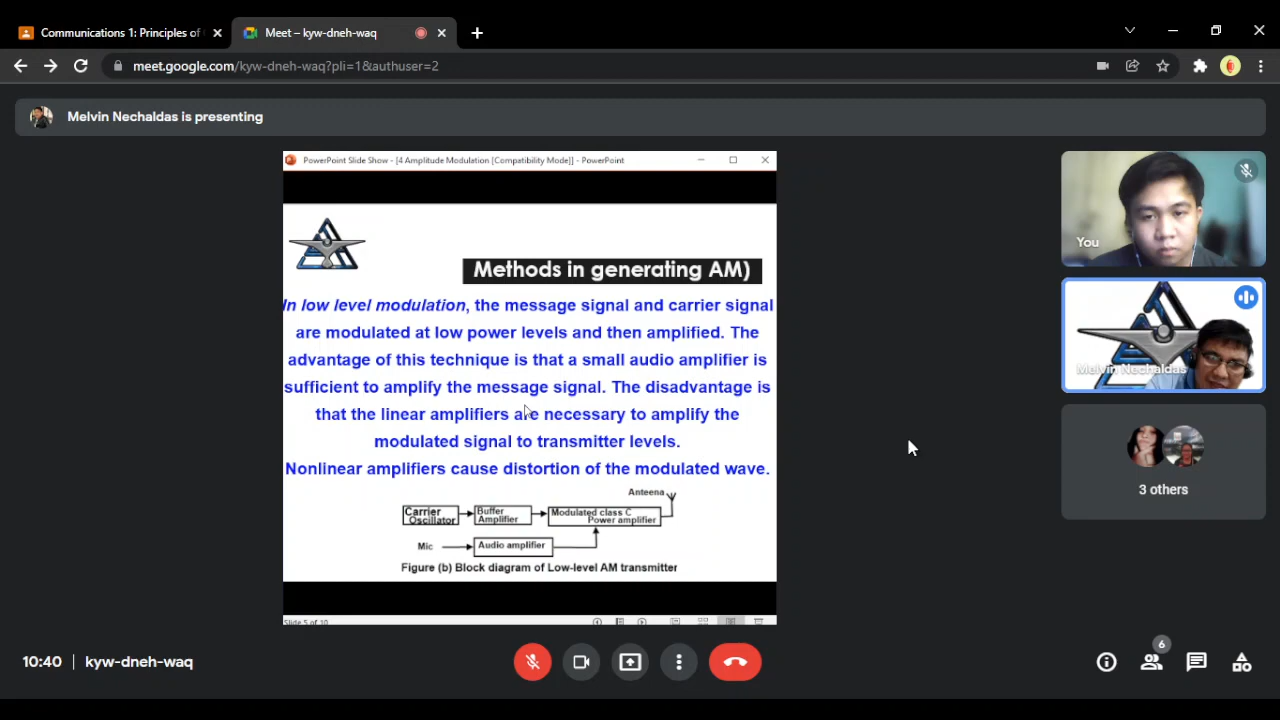 Communications 1: Principles of
Meet – kyw-dneh-waq
meet.google.com/kyw-dneh-waq?pli=1&authuser=2
Melvin Nechaldas is presenting
PowerPoint Slide Show - [4 Amplitude Modulation [Compatibility Mode]] - PowerPoint
Methods in generating AM)
In low level modulation, the message signal and carrier signal
are modulated at low power levels and then amplified. The
advantage of this technique is that a small audio amplifier is
sufficient to amplify the message signal. The disadvantage is
that the linear amplifiers are necessary to amplify the
modulated signal to transmitter levels.
Nonlinear amplifiers cause distortion of the modulated wave.
Anteena
Carrier
Oscillator
Buffer
Amplifier
Modulated class C
Power amplifier
Mic
Audio amplifier
Figure (b) Block diagram of Low-level AM transmitter
Slide 5 of 10
You
Melvin Nechaldas
3 others
10:40
kyw-dneh-waq
6